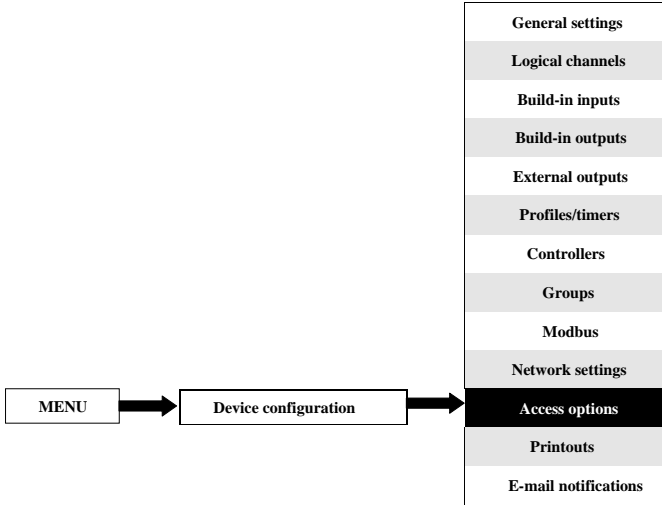 General settings
Logical channels
Build-in inputs
Build-in outputs
External outputs
Profiles/timers
Controllers
Groups
Modbus
Network settings
MENU
Device configuration
Access options
Printouts
E-mail notifications